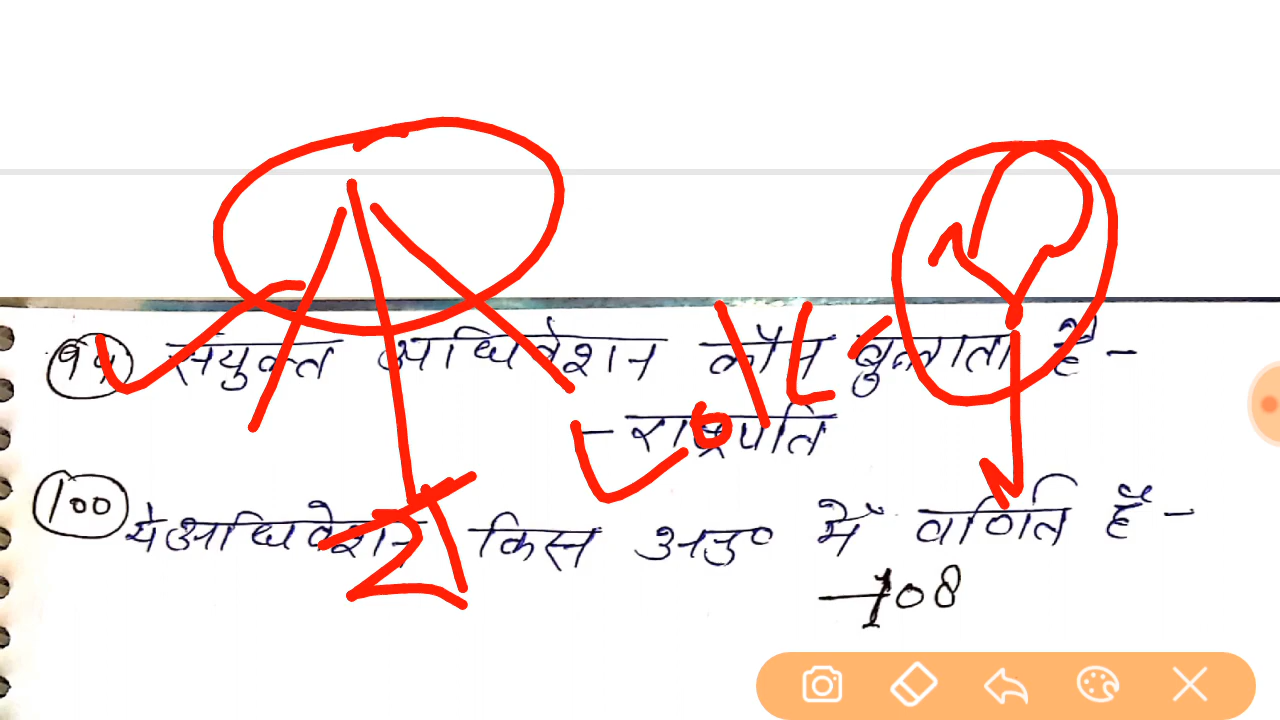 99 संयुक्त अधिवेशन कौन बुलाता है -
- राष्ट्रपति
100 ये अधिवेशन किस अनु० में वर्णित है -
- 108